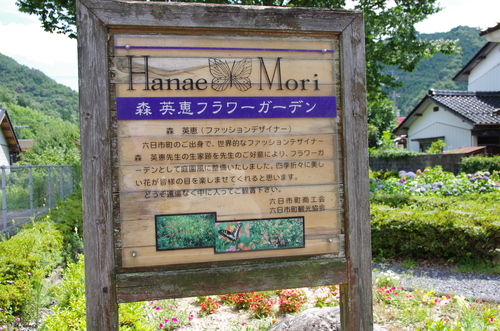 Hanae Mori
森 英恵フラワーガーデン
森 英恵（ファッションデザイナー）
六日市町のご出身で、世界的なファッションデザイナー
森 英恵先生の生家跡を先生のご好意により、フラワーガ
ーデンとして庭園風に整備いたしました。四季折々に美し
い花が皆様の目を楽しませてくれると思います。
どうぞ遠慮なく中に入ってご観賞下さい。
六日市町商工会
六日市町観光協会